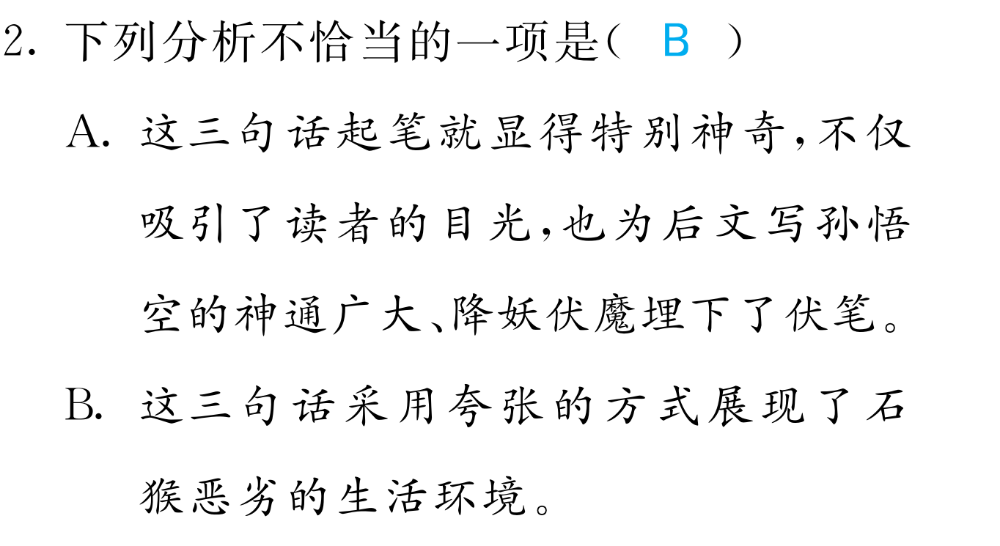 2. 下列分析不恰当的一项是( B )
A. 这三句话起笔就显得特别神奇,不仅
吸引了读者的目光,也为后文写孙悟
空的神通广大、降妖伏魔埋下了伏笔。
B. 这三句话采用夸张的方式展现了石
猴恶劣的生活环境。